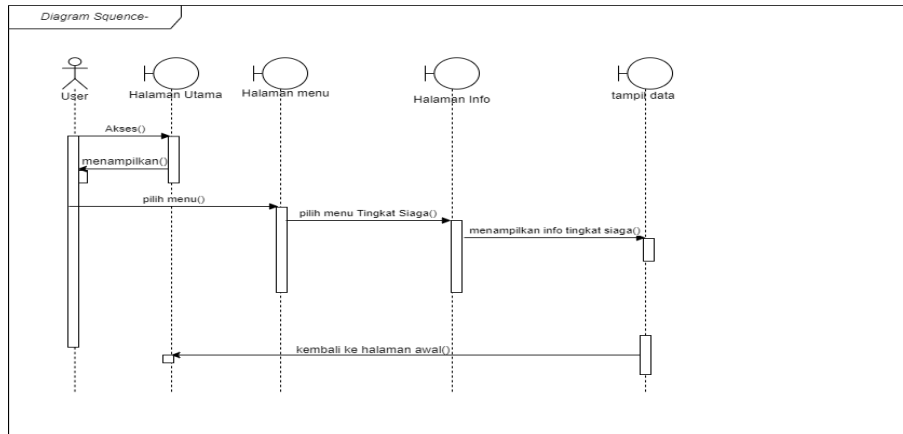 Diagram Squence-
User
Halaman Utama
Halaman menu
Halaman Info
tampil data
Akses()
menampilkan()
pilih menu()
pilih menu Tingkat Siaga()
menampilkan info tingkat siaga()
kembali ke halaman awal()